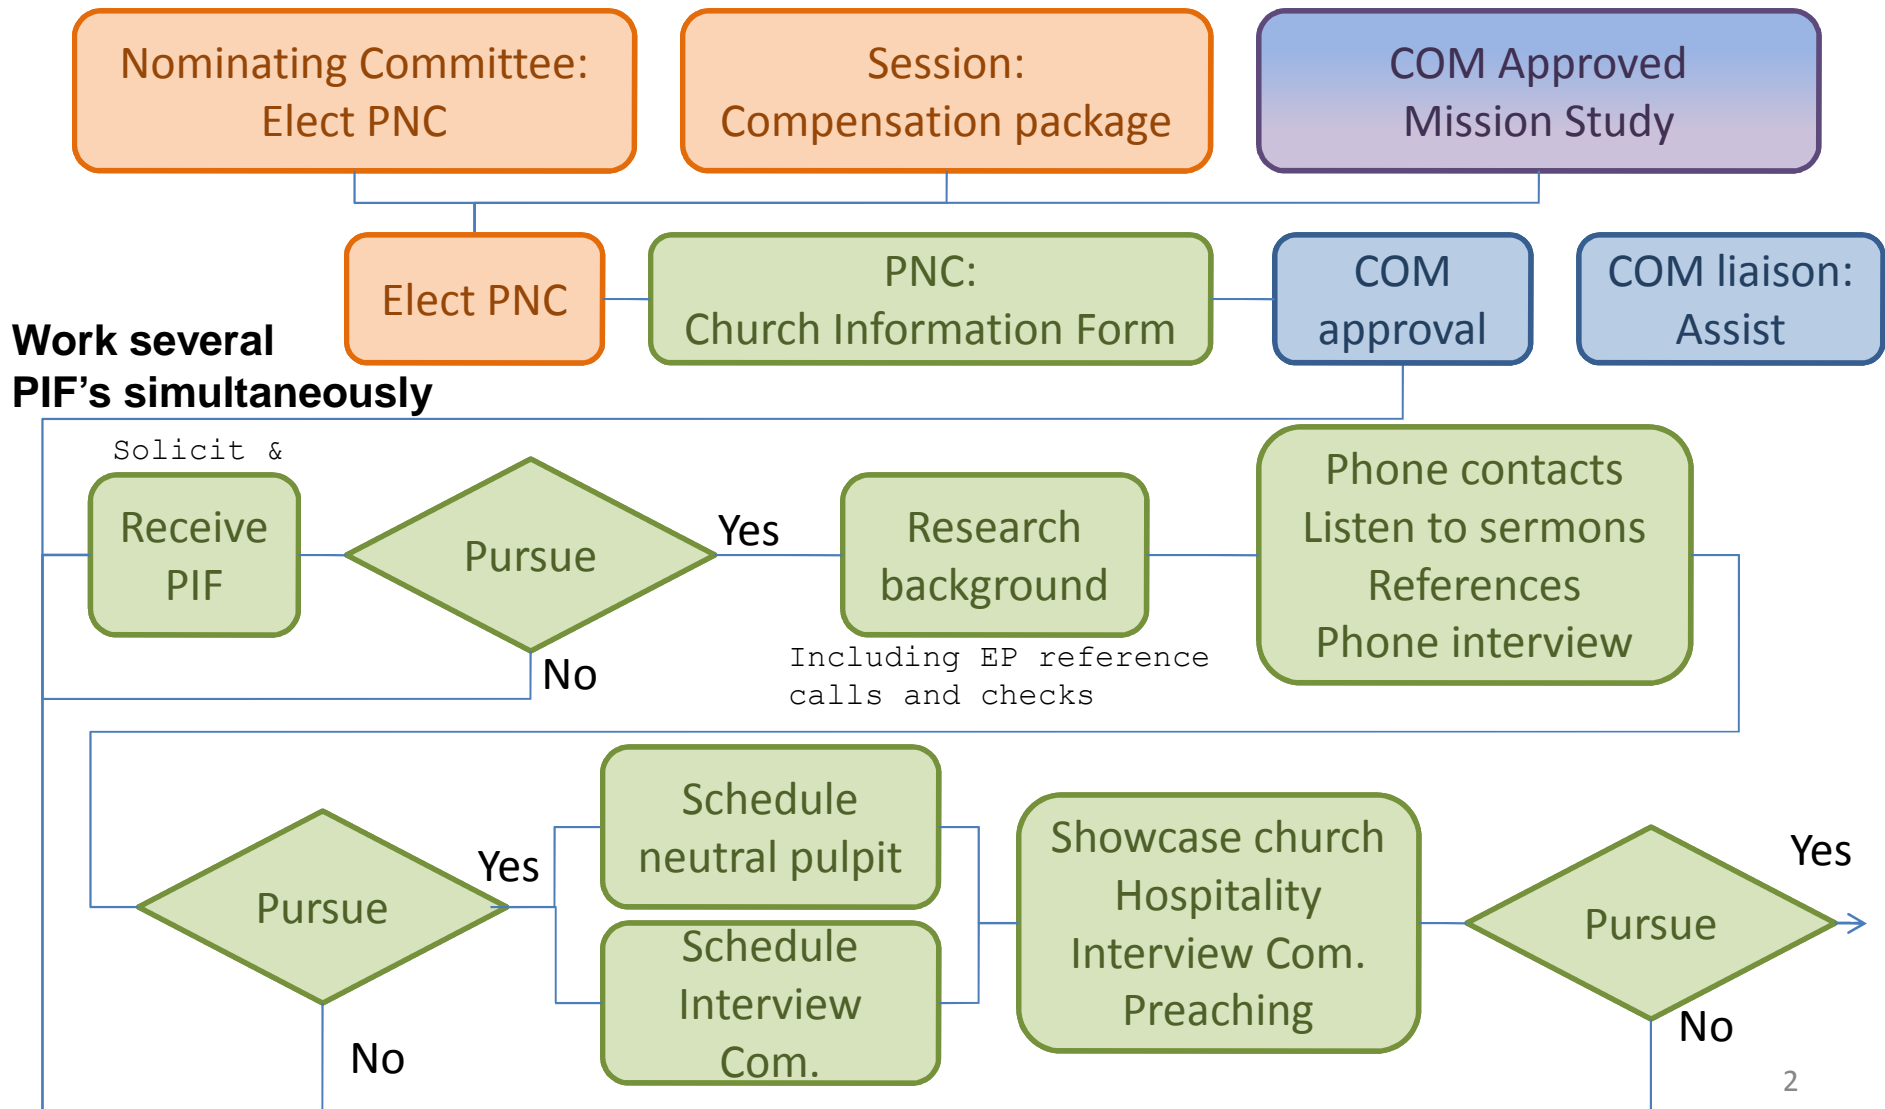 Nominating Committee:
Elect PNC
Session:
Compensation package
COM Approved
Mission Study
Elect PNC
PNC:
Church Information Form
COM
approval
COM liaison:
Assist
Work several
PIF’s simultaneously
Solicit &
Receive
PIF
Pursue
Yes
No
Research
background
Including EP reference
calls and checks
Phone contacts
Listen to sermons
References
Phone interview
Pursue
Yes
No
Schedule
neutral pulpit
Schedule
Interview
Com.
Showcase church
Hospitality
Interview Com.
Preaching
Pursue
Yes
No
2